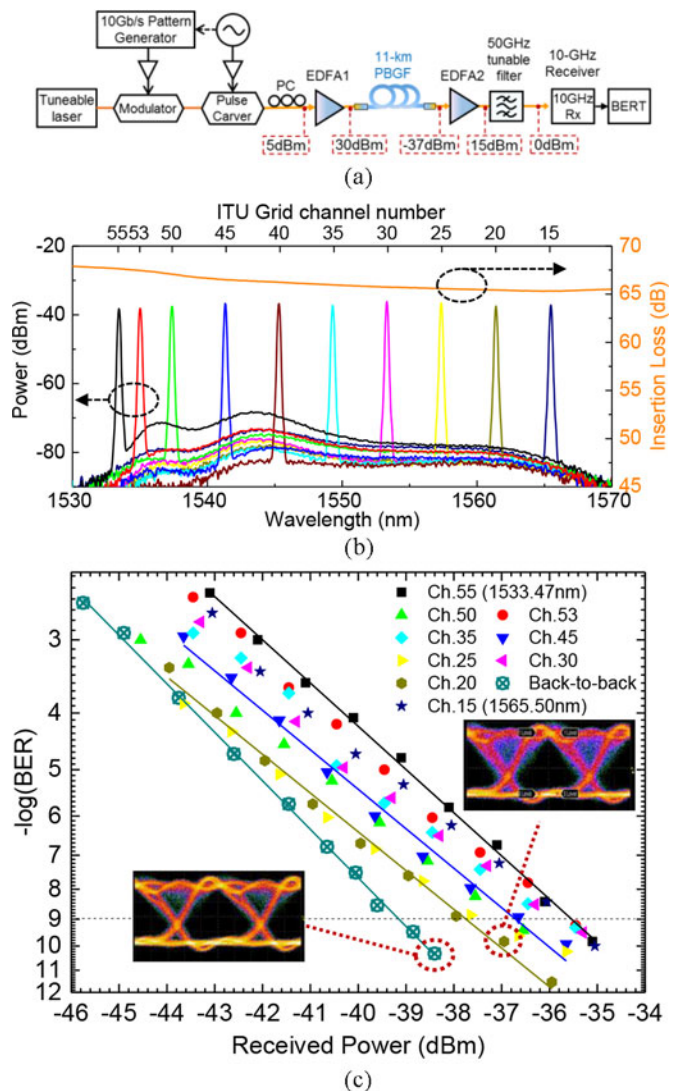 10Gb/s Pattern
Generator
Tuneable
laser
Modulator
Pulse
Carver
PC
EDFA1
11-km
PBGF
EDFA2
50GHz
tunable
filter
10-GHz
Receiver
10GHz
Rx
BERT
5dBm
30dBm
-37dBm
15dBm
0dBm
(a)
ITU Grid channel number
55 53 50 45 40 35 30 25 20 15
Power (dBm)
-20
-40
-60
-80
70
65
60
55
50
45
Insertion Loss (dB)
1530 1540 1550 1560 1570
Wavelength (nm)
(b)
-log(BER)
3
4
5
6
7
8
9
10
11
12
Ch.55 (1533.47nm)
Ch.50 Ch.53
Ch.35 Ch.45
Ch.25 Ch.30
Ch.20 Back-to-back
Ch.15 (1565.50nm)
-46 -45 -44 -43 -42 -41 -40 -39 -38 -37 -36 -35 -34
Received Power (dBm)
(c)